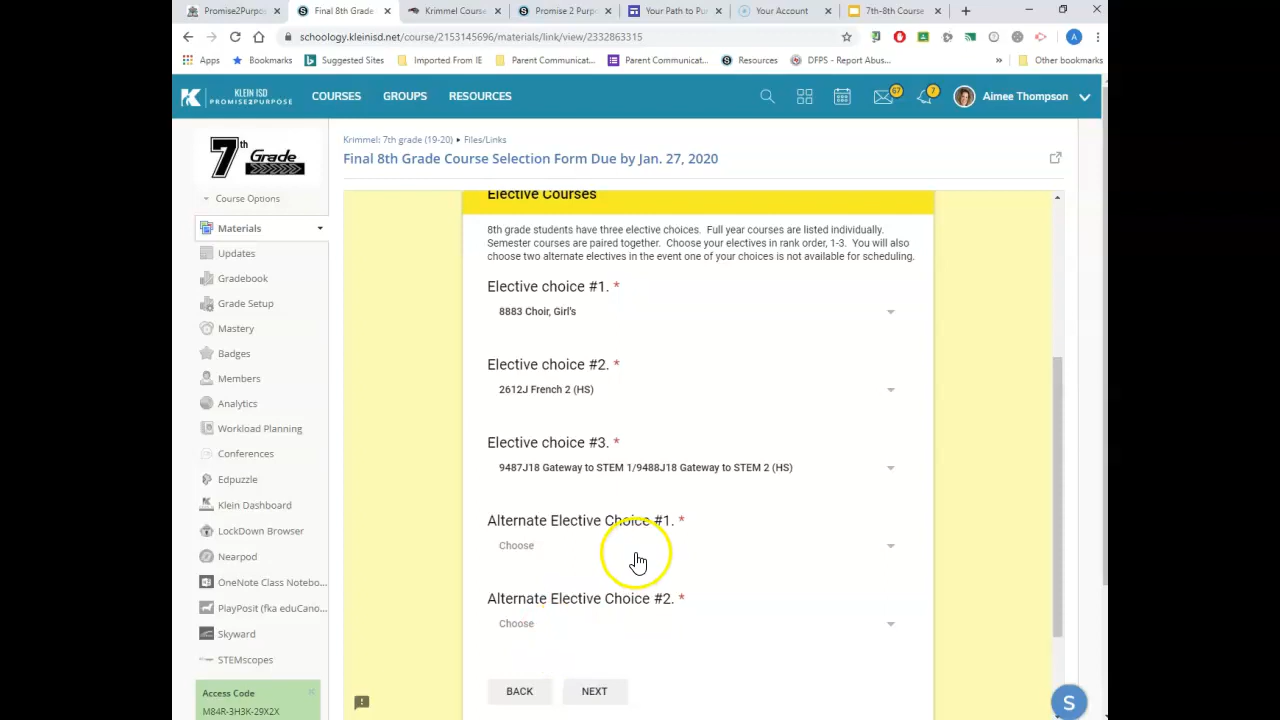 Promise2Purpo
Final 8th Grade
Krimmel Course
Promise 2 Purpo
Your Path to Pur
Your Account
7th-8th Course
schoology.kleinisd.net/course/2153145696/materials/link/view/2332863315
A
Apps
Bookmarks
Suggested Sites
Imported From IE
Parent Communicat...
Parent Communicat...
Resources
DFPS - Report Abus...
»
Other bookmarks
K
KLEIN ISD
PROMISE2PURPOSE
COURSES
GROUPS
RESOURCES
67
7
Aimee Thompson
7th Grade
Krimmel: 7th grade (19-20) ▸ Files/Links
Final 8th Grade Course Selection Form Due by Jan. 27, 2020
Course Options
Materials
Updates
Gradebook
Grade Setup
Mastery
Badges
Members
Analytics
Workload Planning
Conferences
Edpuzzle
Klein Dashboard
LockDown Browser
Nearpod
OneNote Class Notebo...
PlayPosit (fka eduCano...
Skyward
STEMscopes
Access Code
M84R-3H3K-29X2X
Elective Courses
8th grade students have three elective choices. Full year courses are listed individually.
Semester courses are paired together. Choose your electives in rank order, 1-3. You will also
choose two alternate electives in the event one of your choices is not available for scheduling.
Elective choice #1. *
8883 Choir, Girl's
Elective choice #2. *
2612J French 2 (HS)
Elective choice #3. *
9487J18 Gateway to STEM 1/9488J18 Gateway to STEM 2 (HS)
Alternate Elective Choice #1. *
Choose
Alternate Elective Choice #2. *
Choose
BACK
NEXT
S